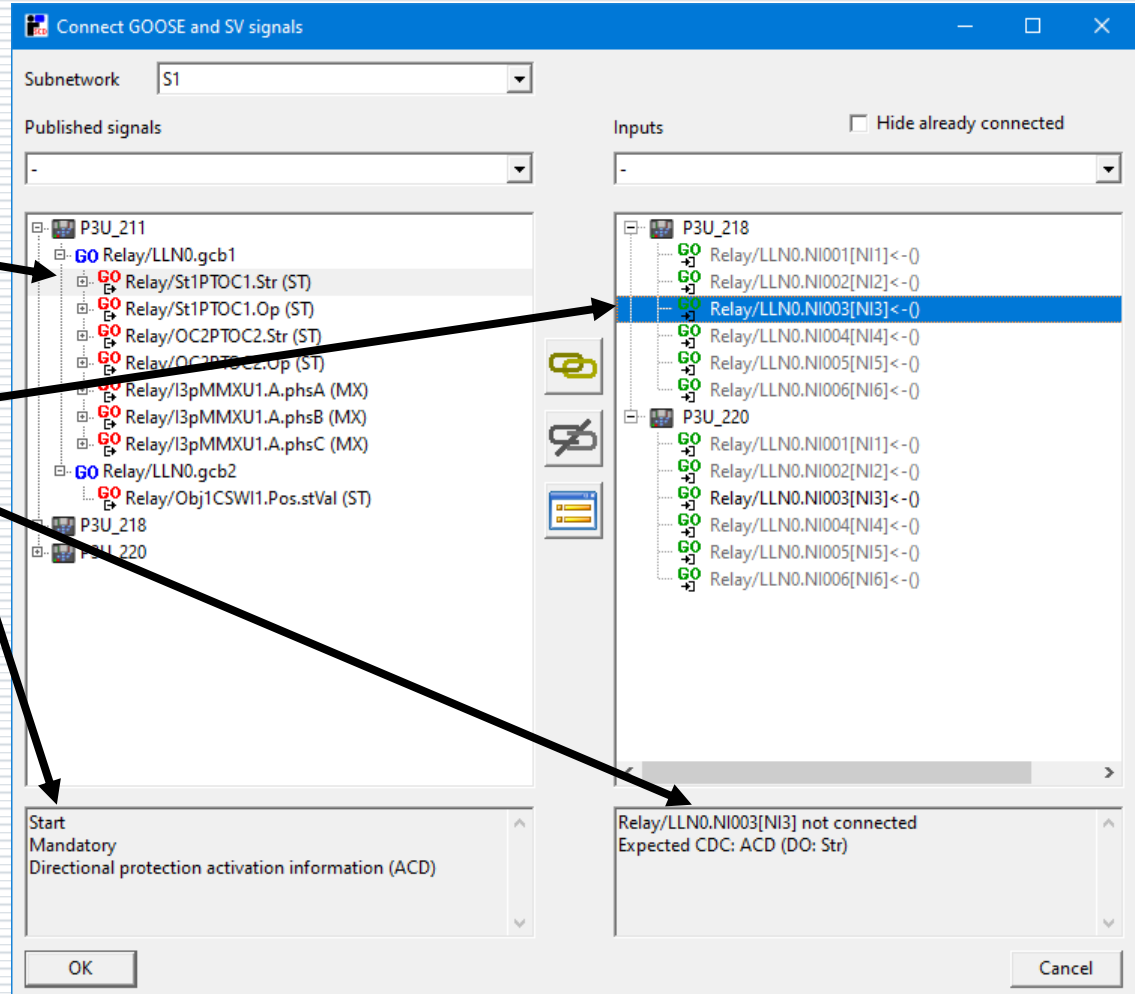 Connect GOOSE and SV signals
Subnetwork S1
Published signals
Inputs
Hide already connected
-
-
P3U_211
GO Relay/LLN0.gcb1
GO Relay/St1PTOC1.Str (ST)
GO Relay/St1PTOC1.Op (ST)
GO Relay/OC2PTOC2.Str (ST)
GO Relay/OC2PTOC2.Op (ST)
GO Relay/I3pMMXU1.A.phsA (MX)
GO Relay/I3pMMXU1.A.phsB (MX)
GO Relay/I3pMMXU1.A.phsC (MX)
GO Relay/LLN0.gcb2
GO Relay/Obj1CSWI1.Pos.stVal (ST)
P3U_218
P3U_220
P3U_218
GO Relay/LLN0.NI001[NI1]<-()
GO Relay/LLN0.NI002[NI2]<-()
GO Relay/LLN0.NI003[NI3]<-()
GO Relay/LLN0.NI004[NI4]<-()
GO Relay/LLN0.NI005[NI5]<-()
GO Relay/LLN0.NI006[NI6]<-()
P3U_220
GO Relay/LLN0.NI001[NI1]<-()
GO Relay/LLN0.NI002[NI2]<-()
GO Relay/LLN0.NI003[NI3]<-()
GO Relay/LLN0.NI004[NI4]<-()
GO Relay/LLN0.NI005[NI5]<-()
GO Relay/LLN0.NI006[NI6]<-()
Start
Mandatory
Directional protection activation information (ACD)
Relay/LLN0.NI003[NI3] not connected
Expected CDC: ACD (DO: Str)
OK
Cancel